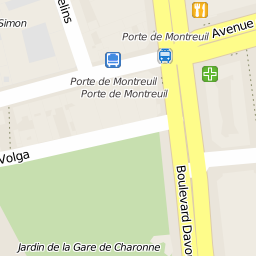 Simon
elins
Porte de Montreuil
Avenue
Porte de Montreuil
Porte de Montreuil
Volga
Boulevard Davo
Jardin de la Gare de Charonne